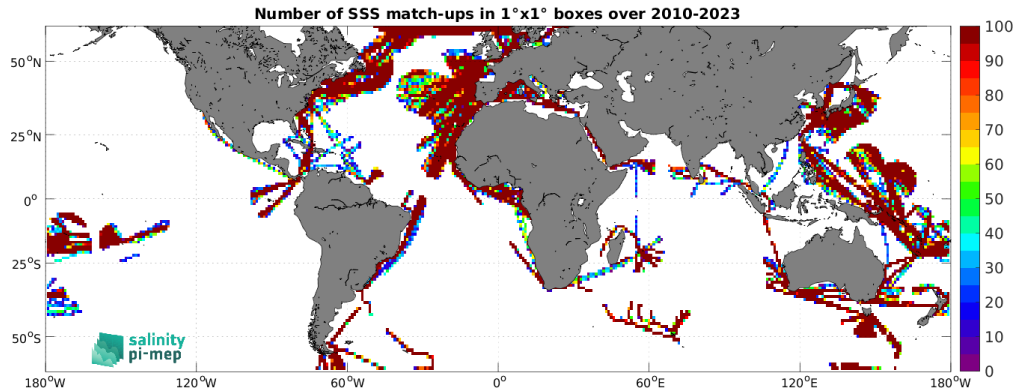 Number of SSS match-ups in 1°x1° boxes over 2010-2023
50°N
25°N
0°
25°S
50°S
180°W
120°W
60°W
0°
60°E
120°E
180°W
100
90
80
70
60
50
40
30
20
10
0
salinity
pi-mep